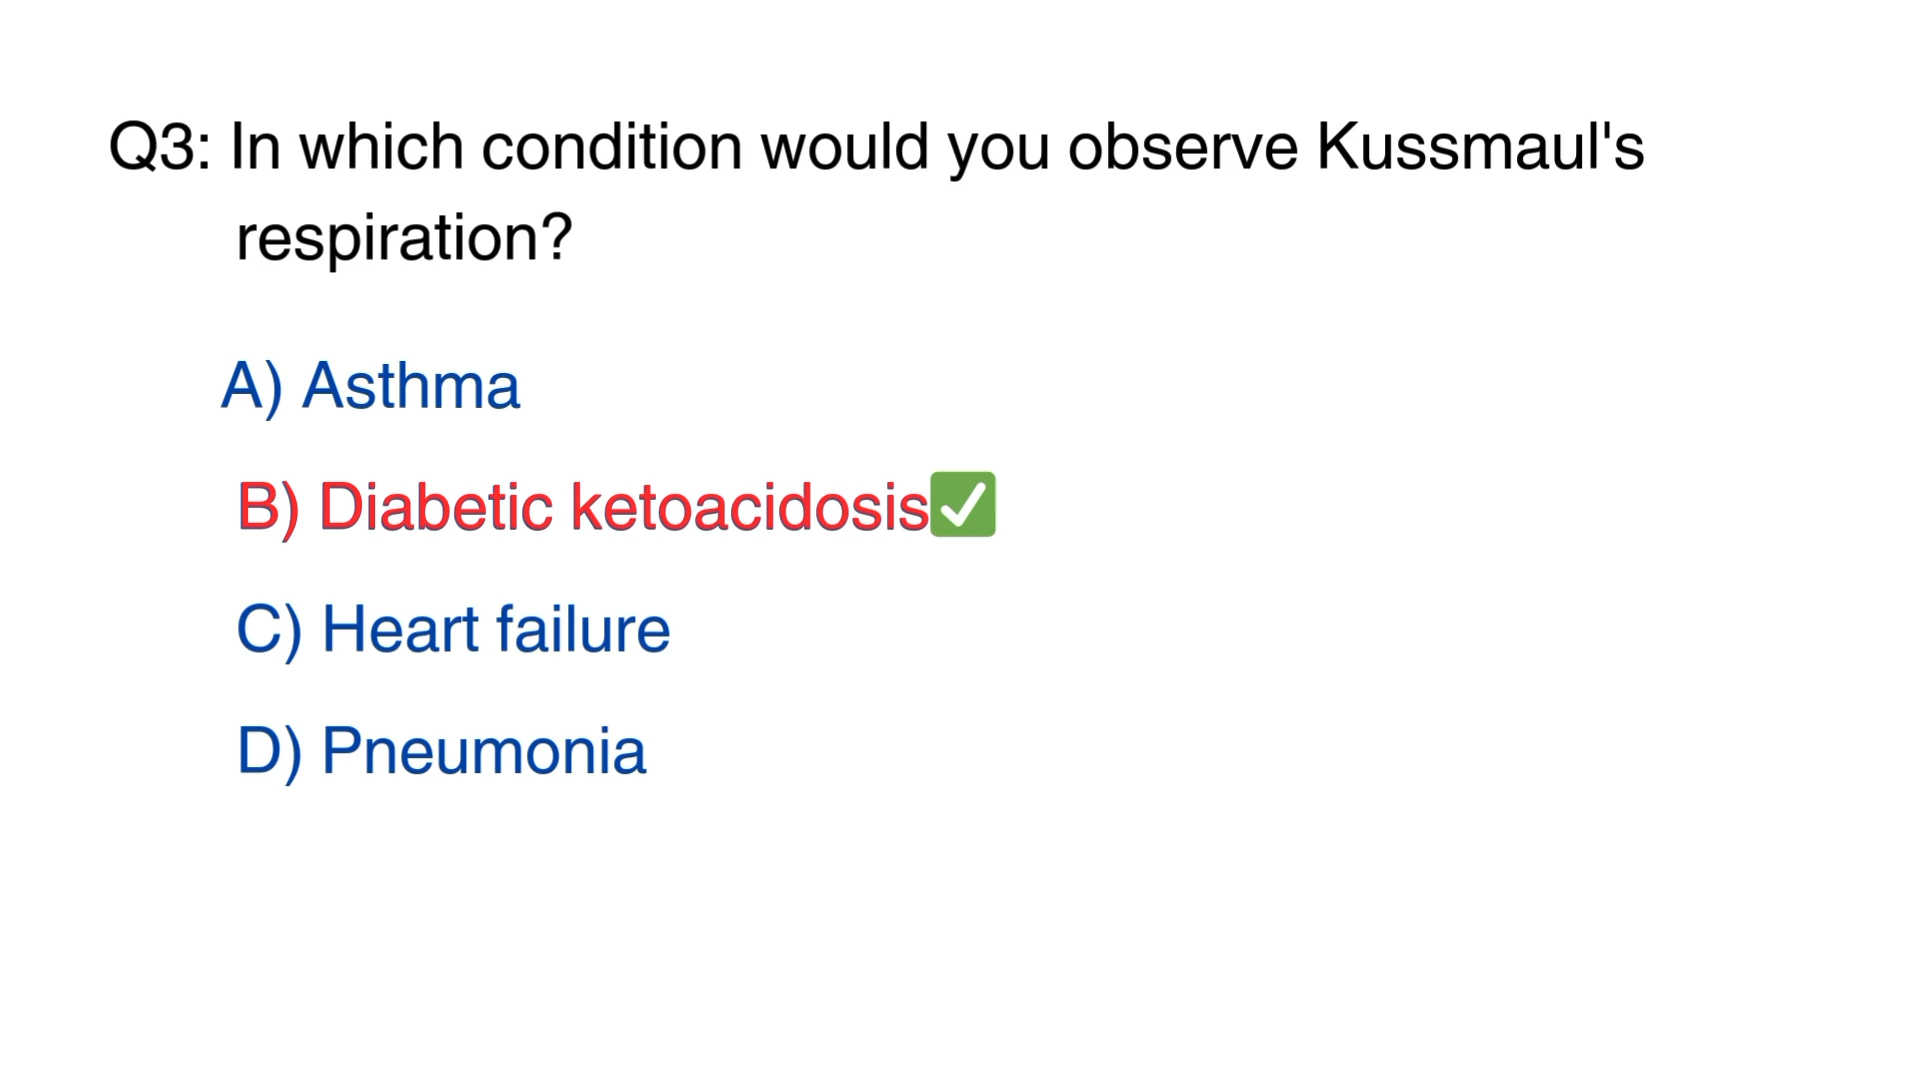 Q3: In which condition would you observe Kussmaul's
respiration?
A) Asthma
B) Diabetic ketoacidosis✅
C) Heart failure
D) Pneumonia